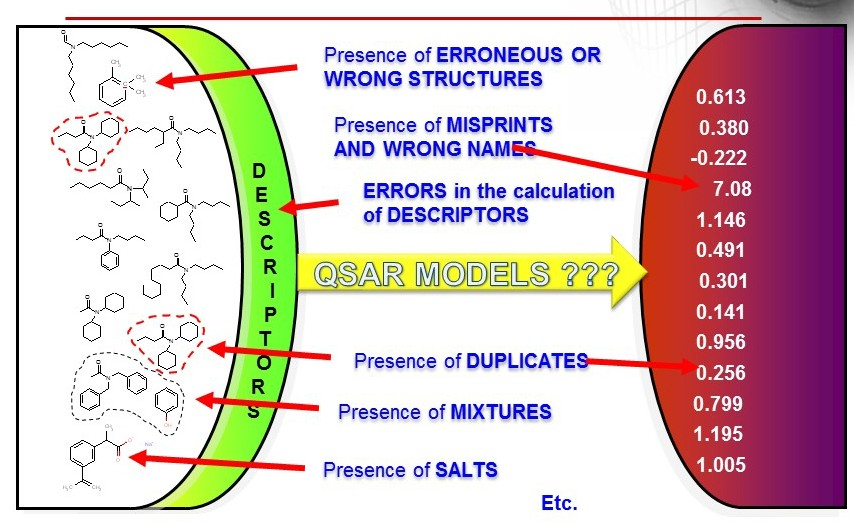 Presence of ERRONEOUS OR
WRONG STRUCTURES
Presence of MISPRINTS
AND WRONG NAMES
ERRORS in the calculation
of DESCRIPTORS
DESCRIPTORS
QSAR MODELS ???
Presence of DUPLICATES
Presence of MIXTURES
Presence of SALTS
Etc.
0.613
0.380
-0.222
7.08
1.146
0.491
0.301
0.141
0.956
0.256
0.799
1.195
1.005